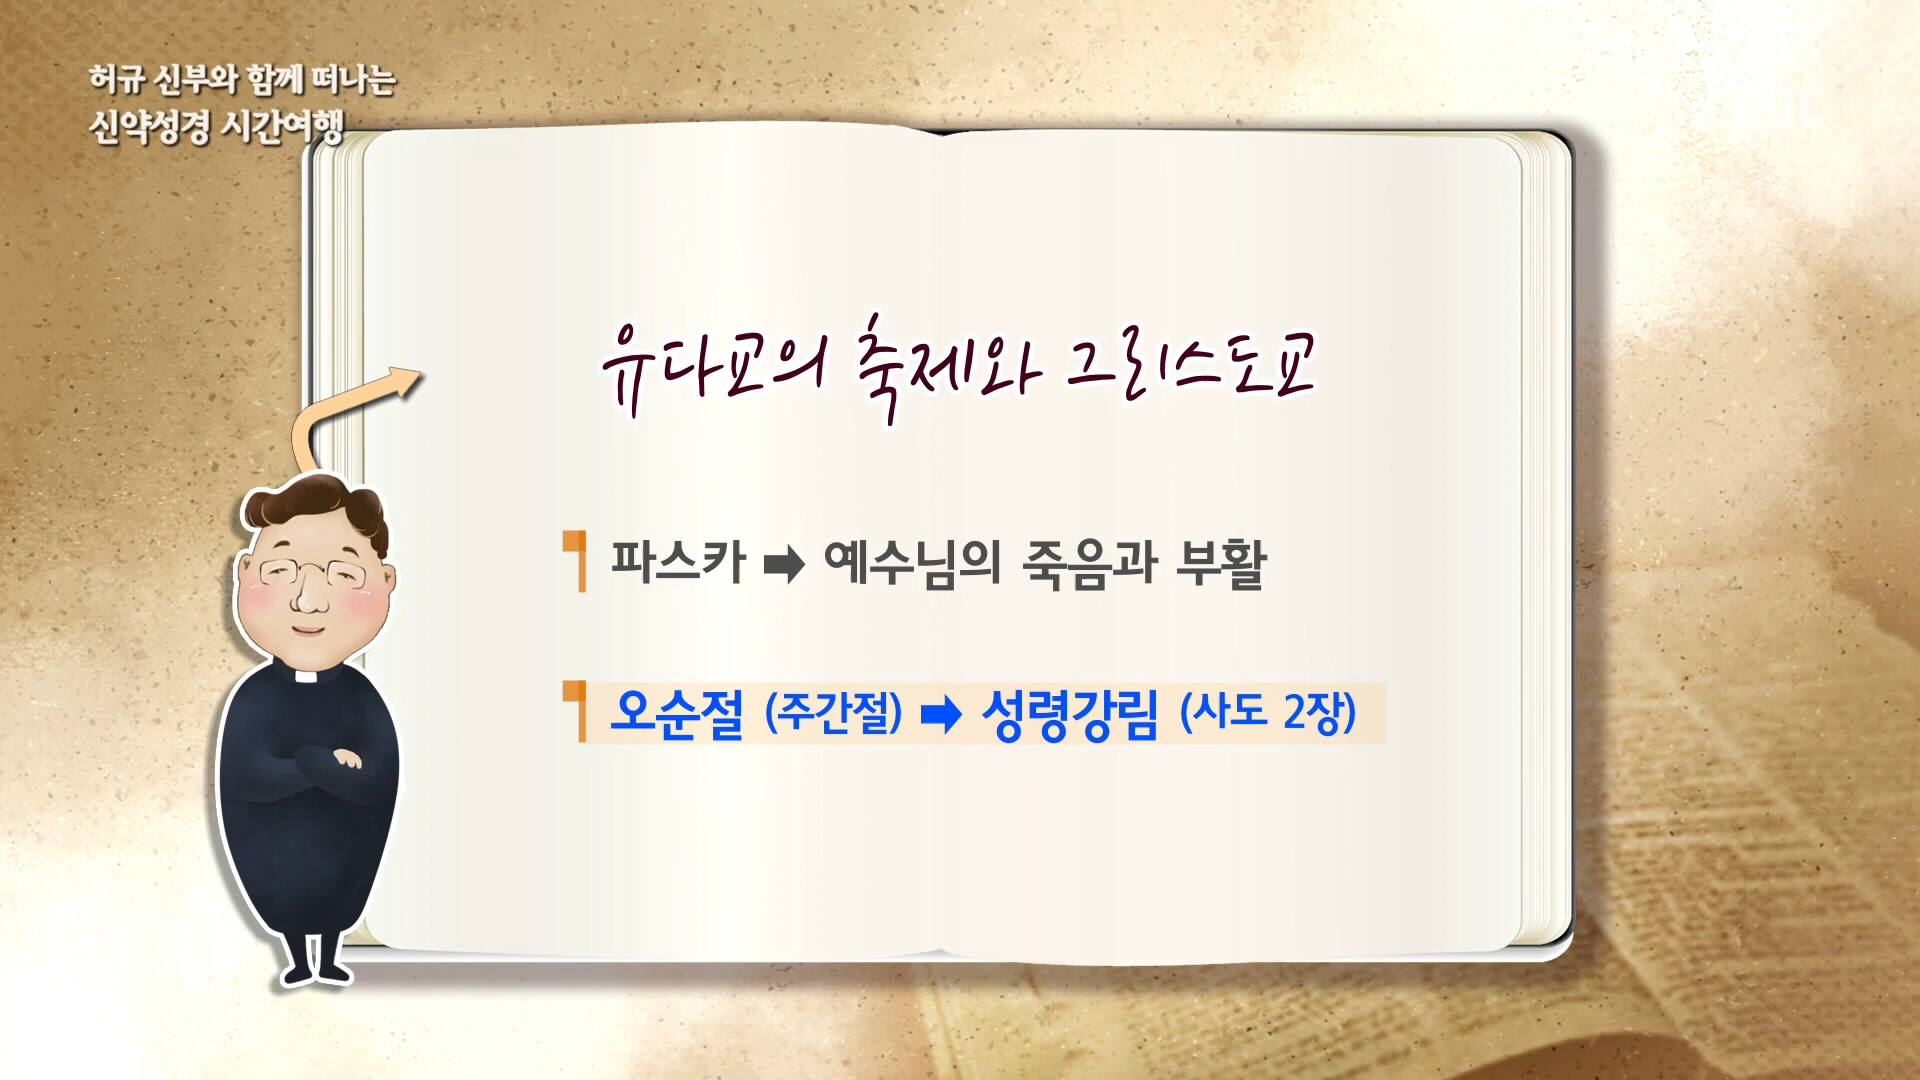 허규 신부와 함께 떠나는
신약성경 시간여행
유다교의 축제와 그리스도교
파스카 ➡ 예수님의 죽음과 부활
오순절 (주간절) ➡ 성령강림 (사도 2장)